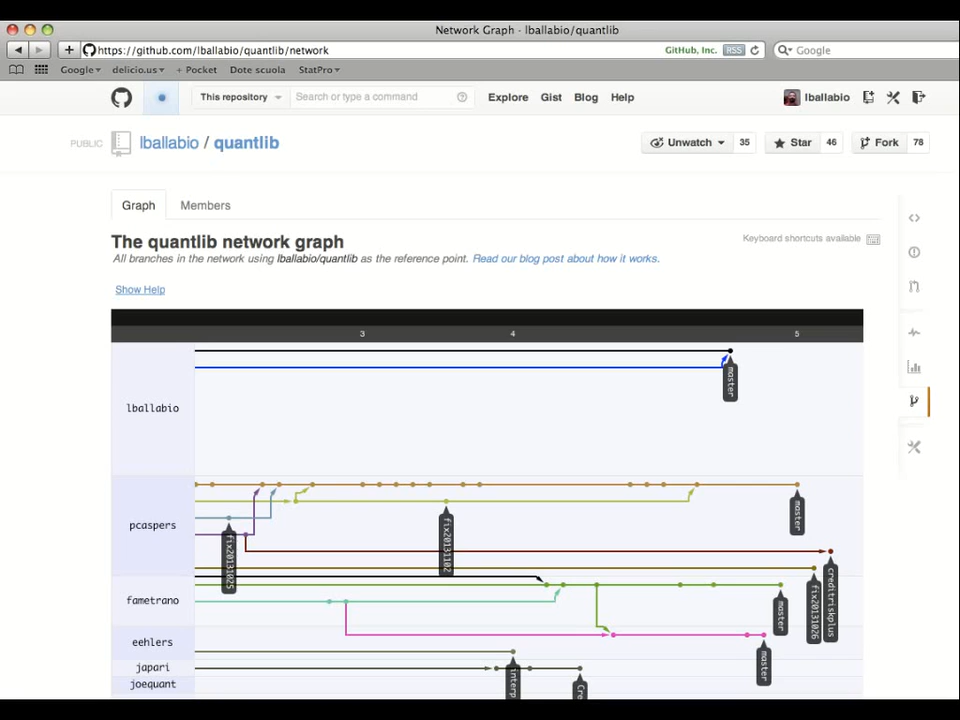 Network Graph · lballabio/quantlib
https://github.com/lballabio/quantlib/network
GitHub, Inc.
RSS
Google
Google
delicio.us
+ Pocket
Dote scuola
StatPro
This repository
Search or type a command
Explore
Gist
Blog
Help
lballabio
PUBLIC
lballabio / quantlib
Unwatch
35
Star
46
Fork
78
Graph
Members
The quantlib network graph
Keyboard shortcuts available
All branches in the network using lballabio/quantlib as the reference point. Read our blog post about how it works.
Show Help
3
4
5
lballabio
master
pcaspers
fix20131025
fix20131102
master
creditriskplus
fix20131026
fametrano
master
eehlers
master
japari
interp
Cre
joequant